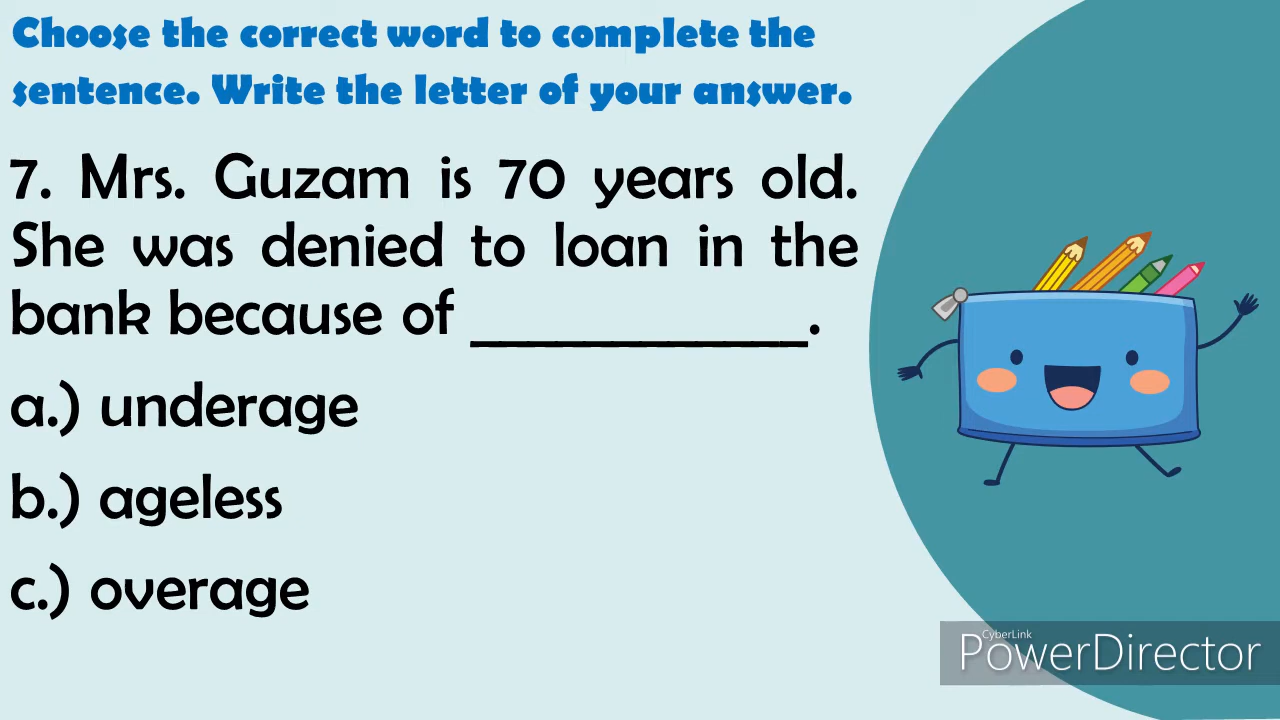 Choose the correct word to complete the
sentence. Write the letter of your answer.
7. Mrs. Guzam is 70 years old.
She was denied to loan in the
bank because of ____________.
a.) underage
b.) ageless
c.) overage
CyberLink
PowerDirector